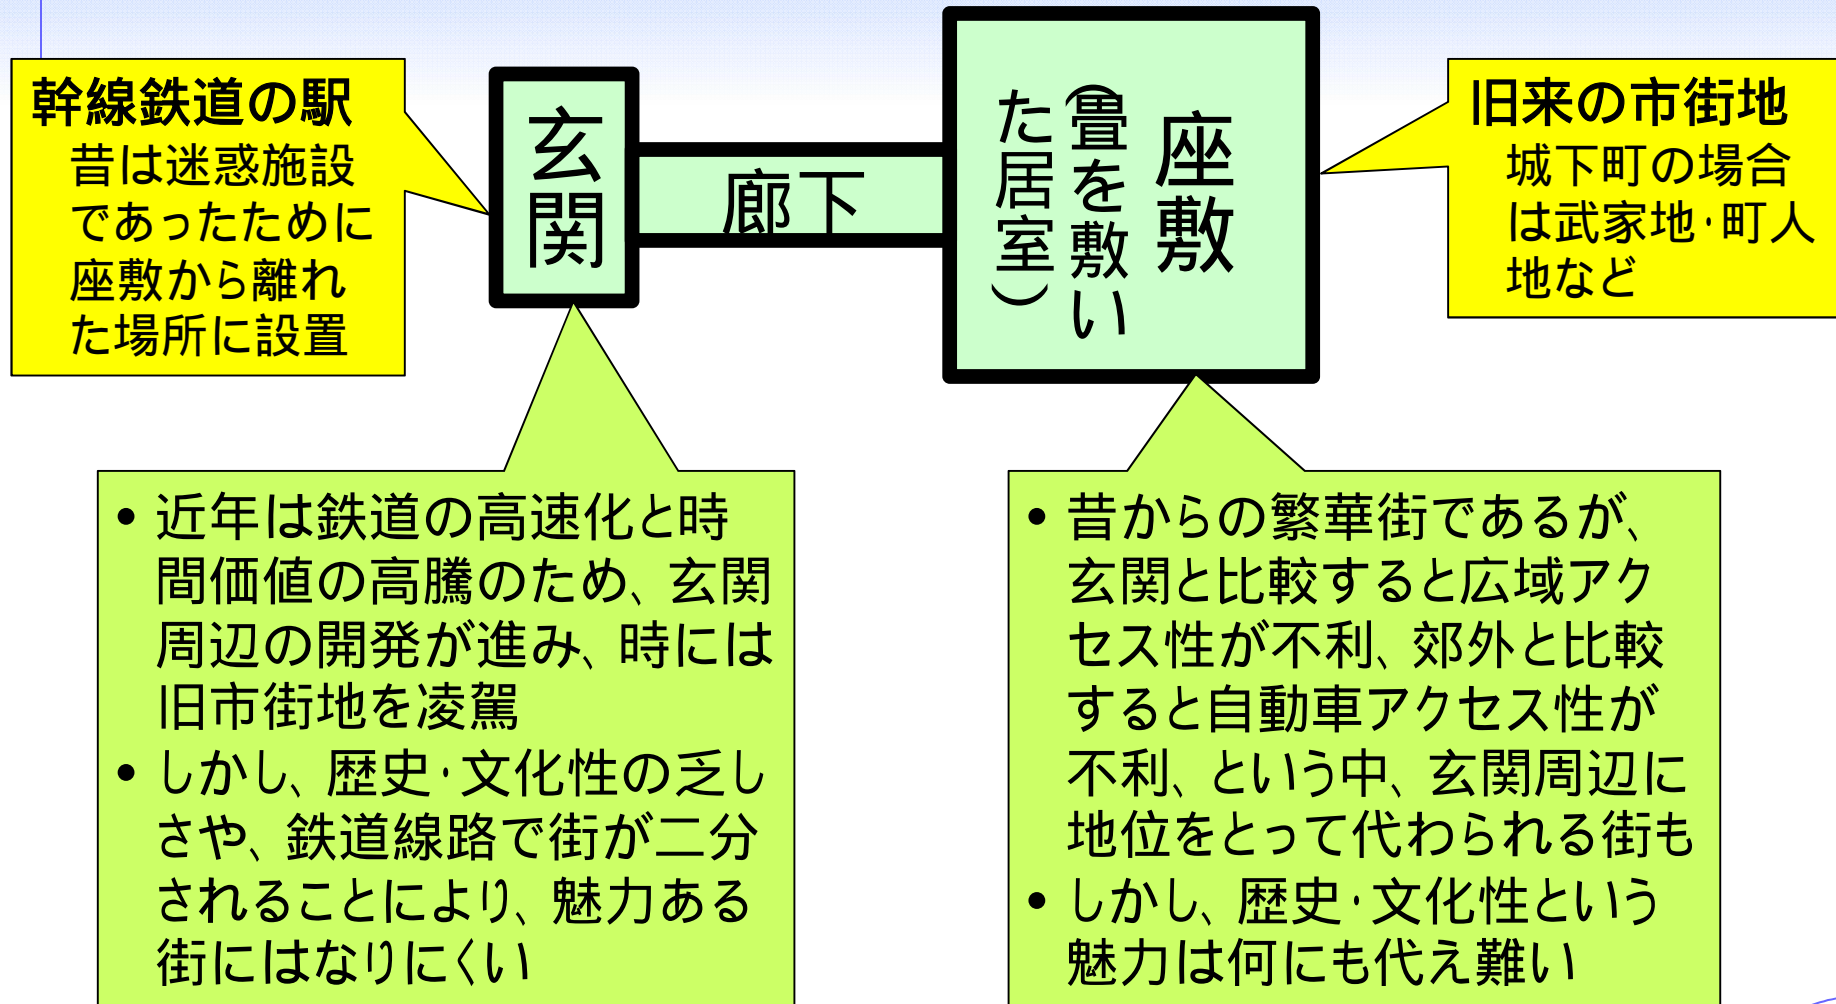 幹線鉄道の駅
昔は迷惑施設
であったために
座敷から離れ
た場所に設置
玄関
廊下
座敷
(畳を敷い
た居室)
旧来の市街地
城下町の場合
は武家地･町人
地など
• 近年は鉄道の高速化と時
間価値の高騰のため、玄関
周辺の開発が進み、時には
旧市街地を凌駕
• しかし、歴史･文化性の乏し
さや、鉄道線路で街が二分
されることにより、魅力ある
街にはなりにくい
• 昔からの繁華街であるが、
玄関と比較すると広域アク
セス性が不利、郊外と比較
すると自動車アクセス性が
不利、という中、玄関周辺に
地位をとって代わられる街も
• しかし、歴史･文化性という
魅力は何にも代え難い